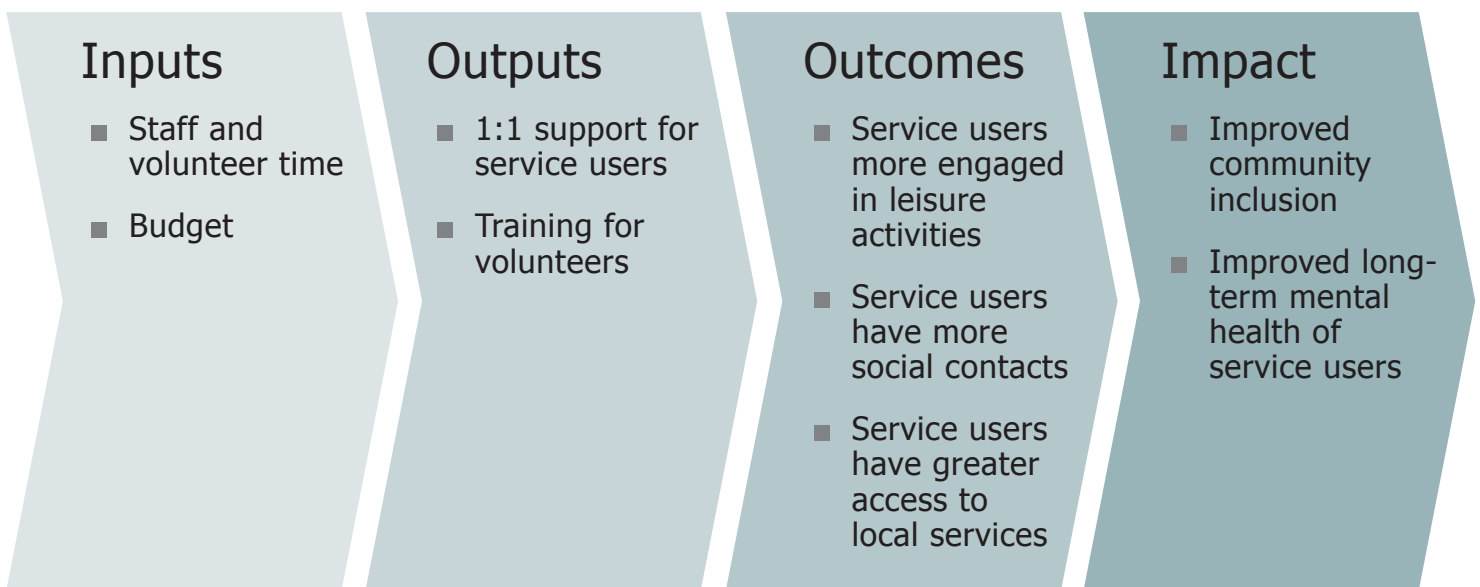 Inputs
Staff and
volunteer time
Budget
Outputs
1:1 support for
service users
Training for
volunteers
Outcomes
Service users
more engaged
in leisure
activities
Service users
have more
social contacts
Service users
have greater
access to
local services
Impact
Improved
community
inclusion
Improved long-
term mental
health of
service users